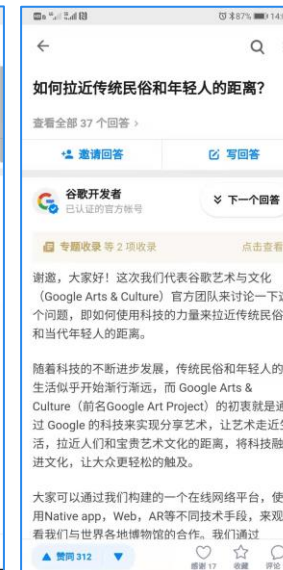 87% 14:
如何拉近传统民俗和年轻人的距离?
查看全部 37 个回答 >
邀请回答 写回答
谷歌开发者
已认证的官方帐号
下一个回答
专题收录 等 2 项收录 点击查看
谢邀,大家好!这次我们代表谷歌艺术与文化
(Google Arts & Culture)官方团队来讨论一下这
个问题,即如何使用科技的力量来拉近传统民俗
和当代年轻人的距离。
随着科技的不断进步发展,传统民俗和年轻人的
生活似乎开始渐行渐远,而 Google Arts &
Culture(前名Google Art Project)的初衷就是通
过 Google 的科技来实现分享艺术,让艺术走近生
活,拉近人们和宝贵艺术文化的距离,将科技融
进文化,让大众更轻松的触及。
大家可以通过我们构建的一个在线网络平台,使
用Native app,Web,AR等不同技术手段,来观
看我们与世界各地博物馆的合作。我们通过
赞同 312
感谢 17 收藏 评论